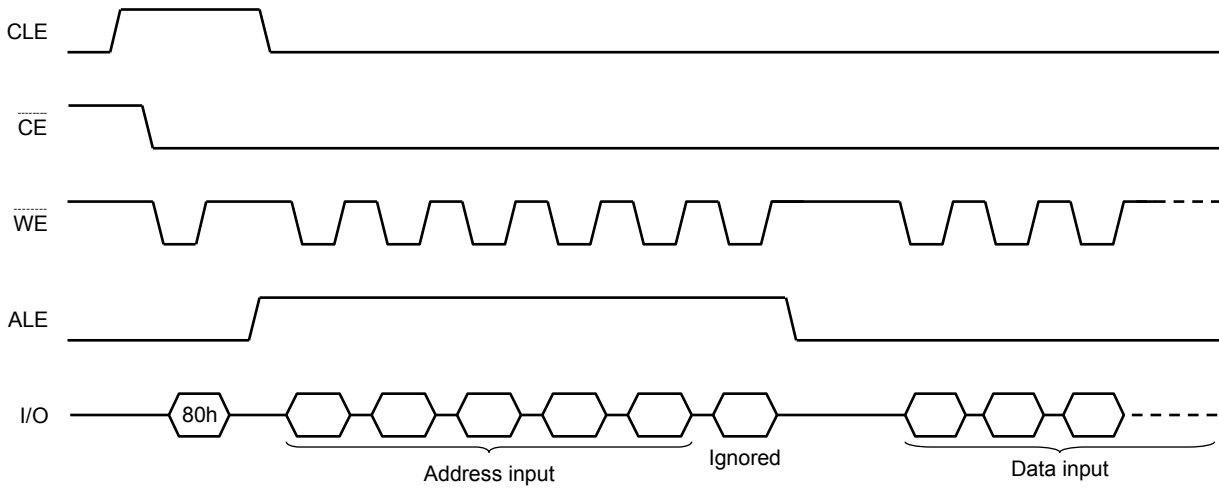 CLE
CE
WE
ALE
I/O
80h
Address input
Ignored
Data input